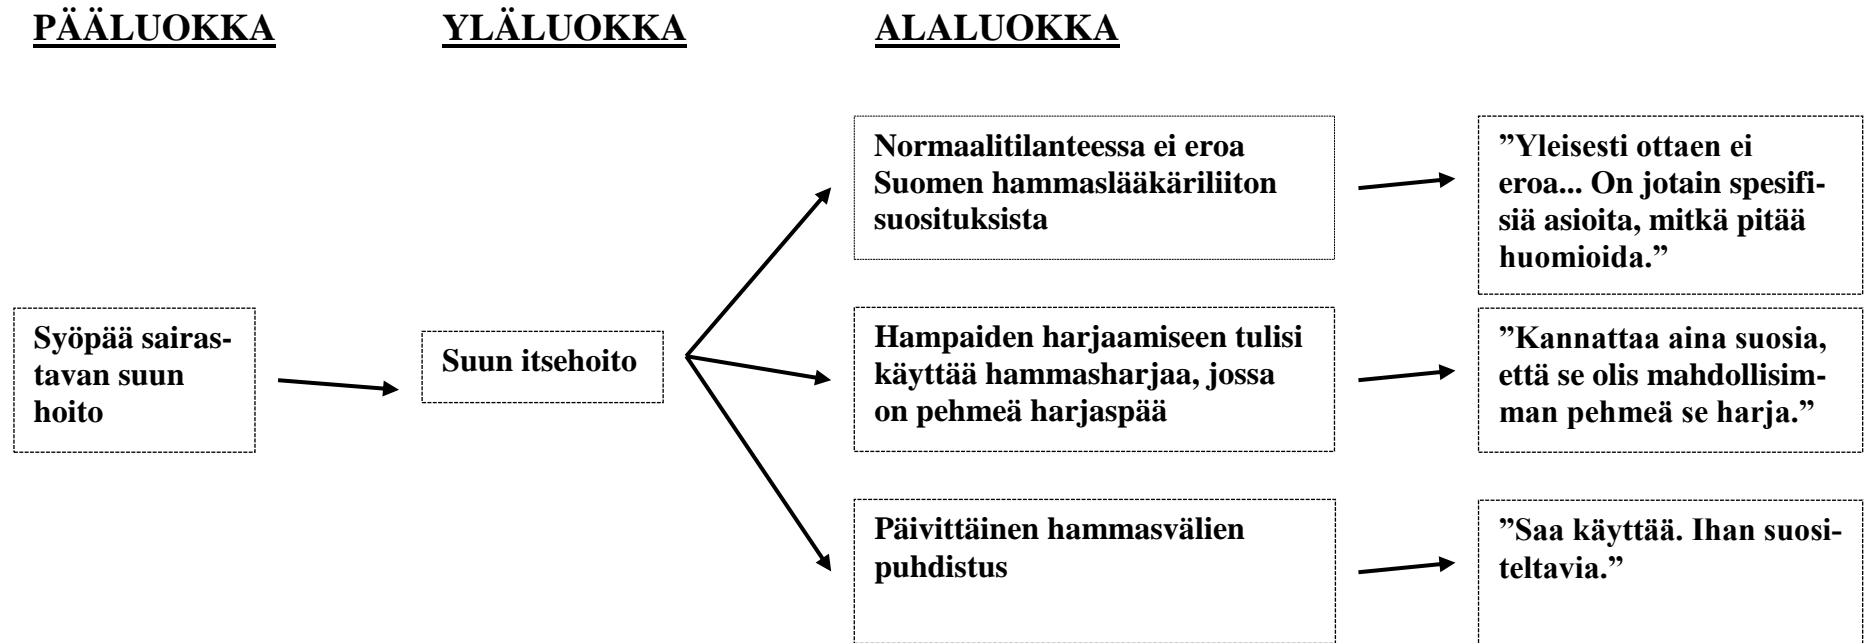 PÄÄLUOKKA
YLÄLUOKKA
ALALUOKKA
Syöpää sairas-
tavan suun
hoito
Suun itsehoito
Normaalitilanteessa ei eroa
Suomen hammaslääkäriliiton
suosituksista
”Yleisesti ottaen ei
eroa... On jotain spesifi-
siä asioita, mitkä pitää
huomioida.”
Hampaiden harjaamiseen tulisi
käyttää hammasharjaa, jossa
on pehmeä harjaspää
”Kannattaa aina suosia,
että se olis mahdollisim-
man pehmeä se harja.”
Päivittäinen hammasvälien
puhdistus
”Saa käyttää. Ihan suosi-
teltavia.”